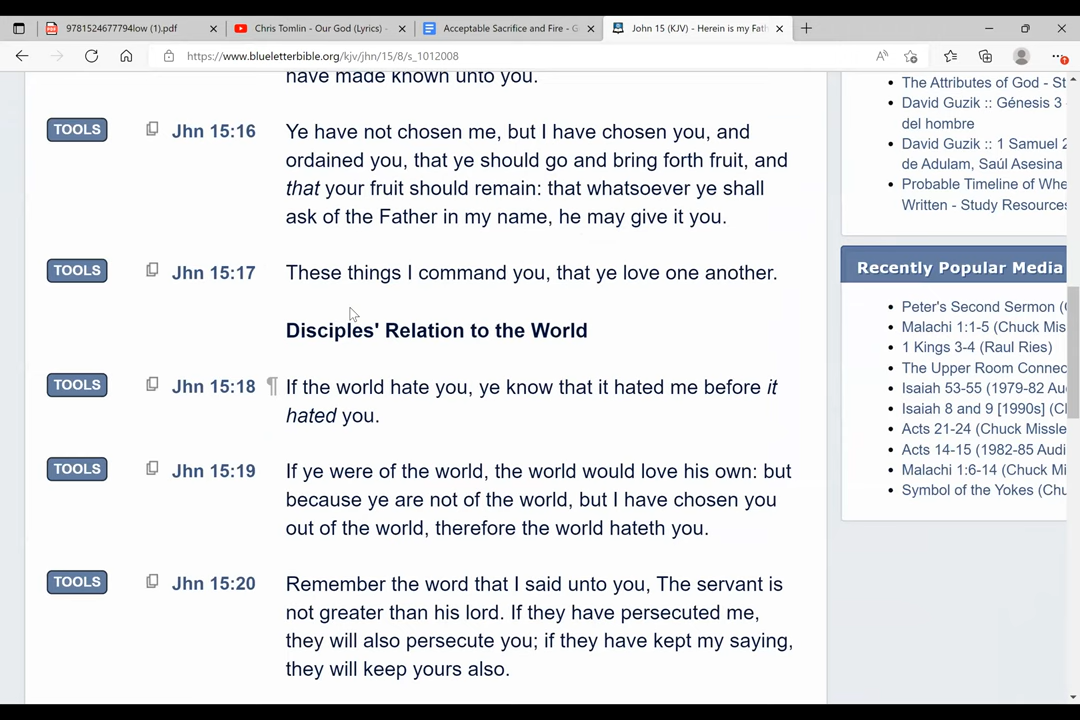 9781524677794low (1).pdf
Chris Tomlin - Our God (Lyrics)
Acceptable Sacrifice and Fire - G
John 15 (KJV) - Herein is my Fath
https://www.blueletterbible.org/kjv/jhn/15/8/s_1012008
have made known unto you.
TOOLS Jhn 15:16 Ye have not chosen me, but I have chosen you, and
ordained you, that ye should go and bring forth fruit, and
that your fruit should remain: that whatsoever ye shall
ask of the Father in my name, he may give it you.
TOOLS Jhn 15:17 These things I command you, that ye love one another.
Disciples' Relation to the World
TOOLS Jhn 15:18 ¶ If the world hate you, ye know that it hated me before it
hated you.
TOOLS Jhn 15:19 If ye were of the world, the world would love his own: but
because ye are not of the world, but I have chosen you
out of the world, therefore the world hateth you.
TOOLS Jhn 15:20 Remember the word that I said unto you, The servant is
not greater than his lord. If they have persecuted me,
they will also persecute you; if they have kept my saying,
they will keep yours also.
The Attributes of God - St
David Guzik :: Génesis 3
del hombre
David Guzik :: 1 Samuel 2
de Adulam, Saúl Asesina
Probable Timeline of Whe
Written - Study Resources
Recently Popular Media
Peter's Second Sermon (
Malachi 1:1-5 (Chuck Mis
1 Kings 3-4 (Raul Ries)
The Upper Room Connec
Isaiah 53-55 (1979-82 Au
Isaiah 8 and 9 [1990s] (C
Acts 21-24 (Chuck Missle
Acts 14-15 (1982-85 Audi
Malachi 1:6-14 (Chuck M
Symbol of the Yokes (Chu